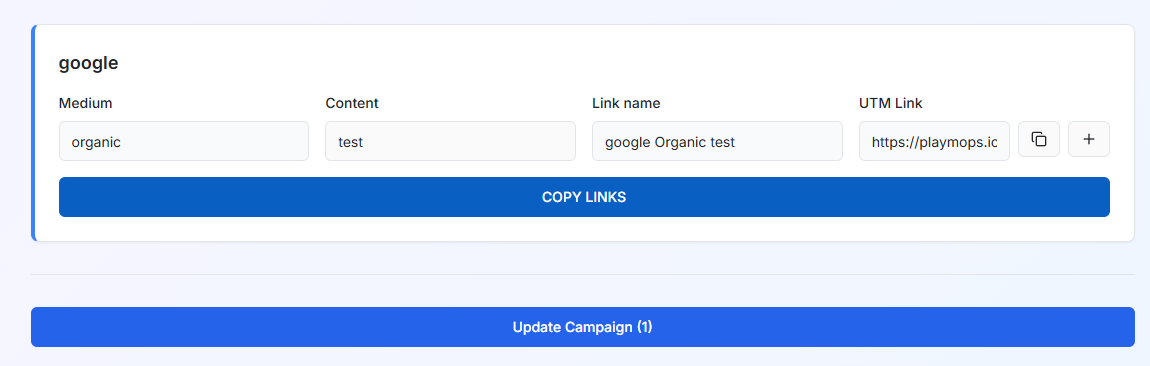 google
Medium Content Link name UTM Link
organic test google Organic test https://playmops.ic
COPY LINKS
Update Campaign (1)